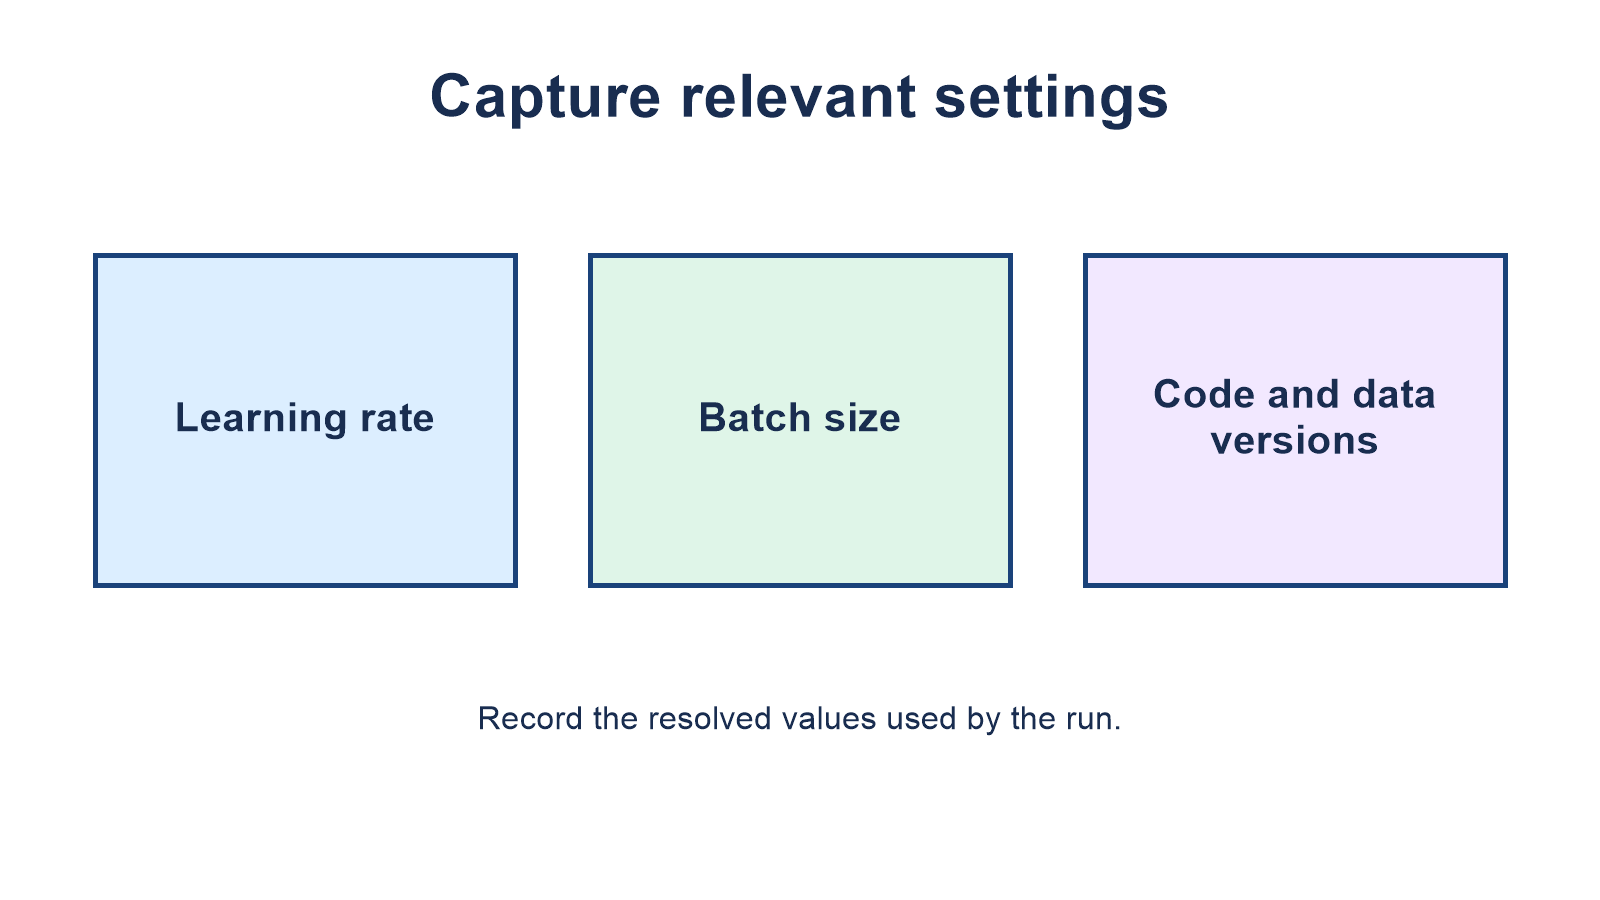 Capture relevant settings
Learning rate
Batch size
Code and data
versions
Record the resolved values used by the run.